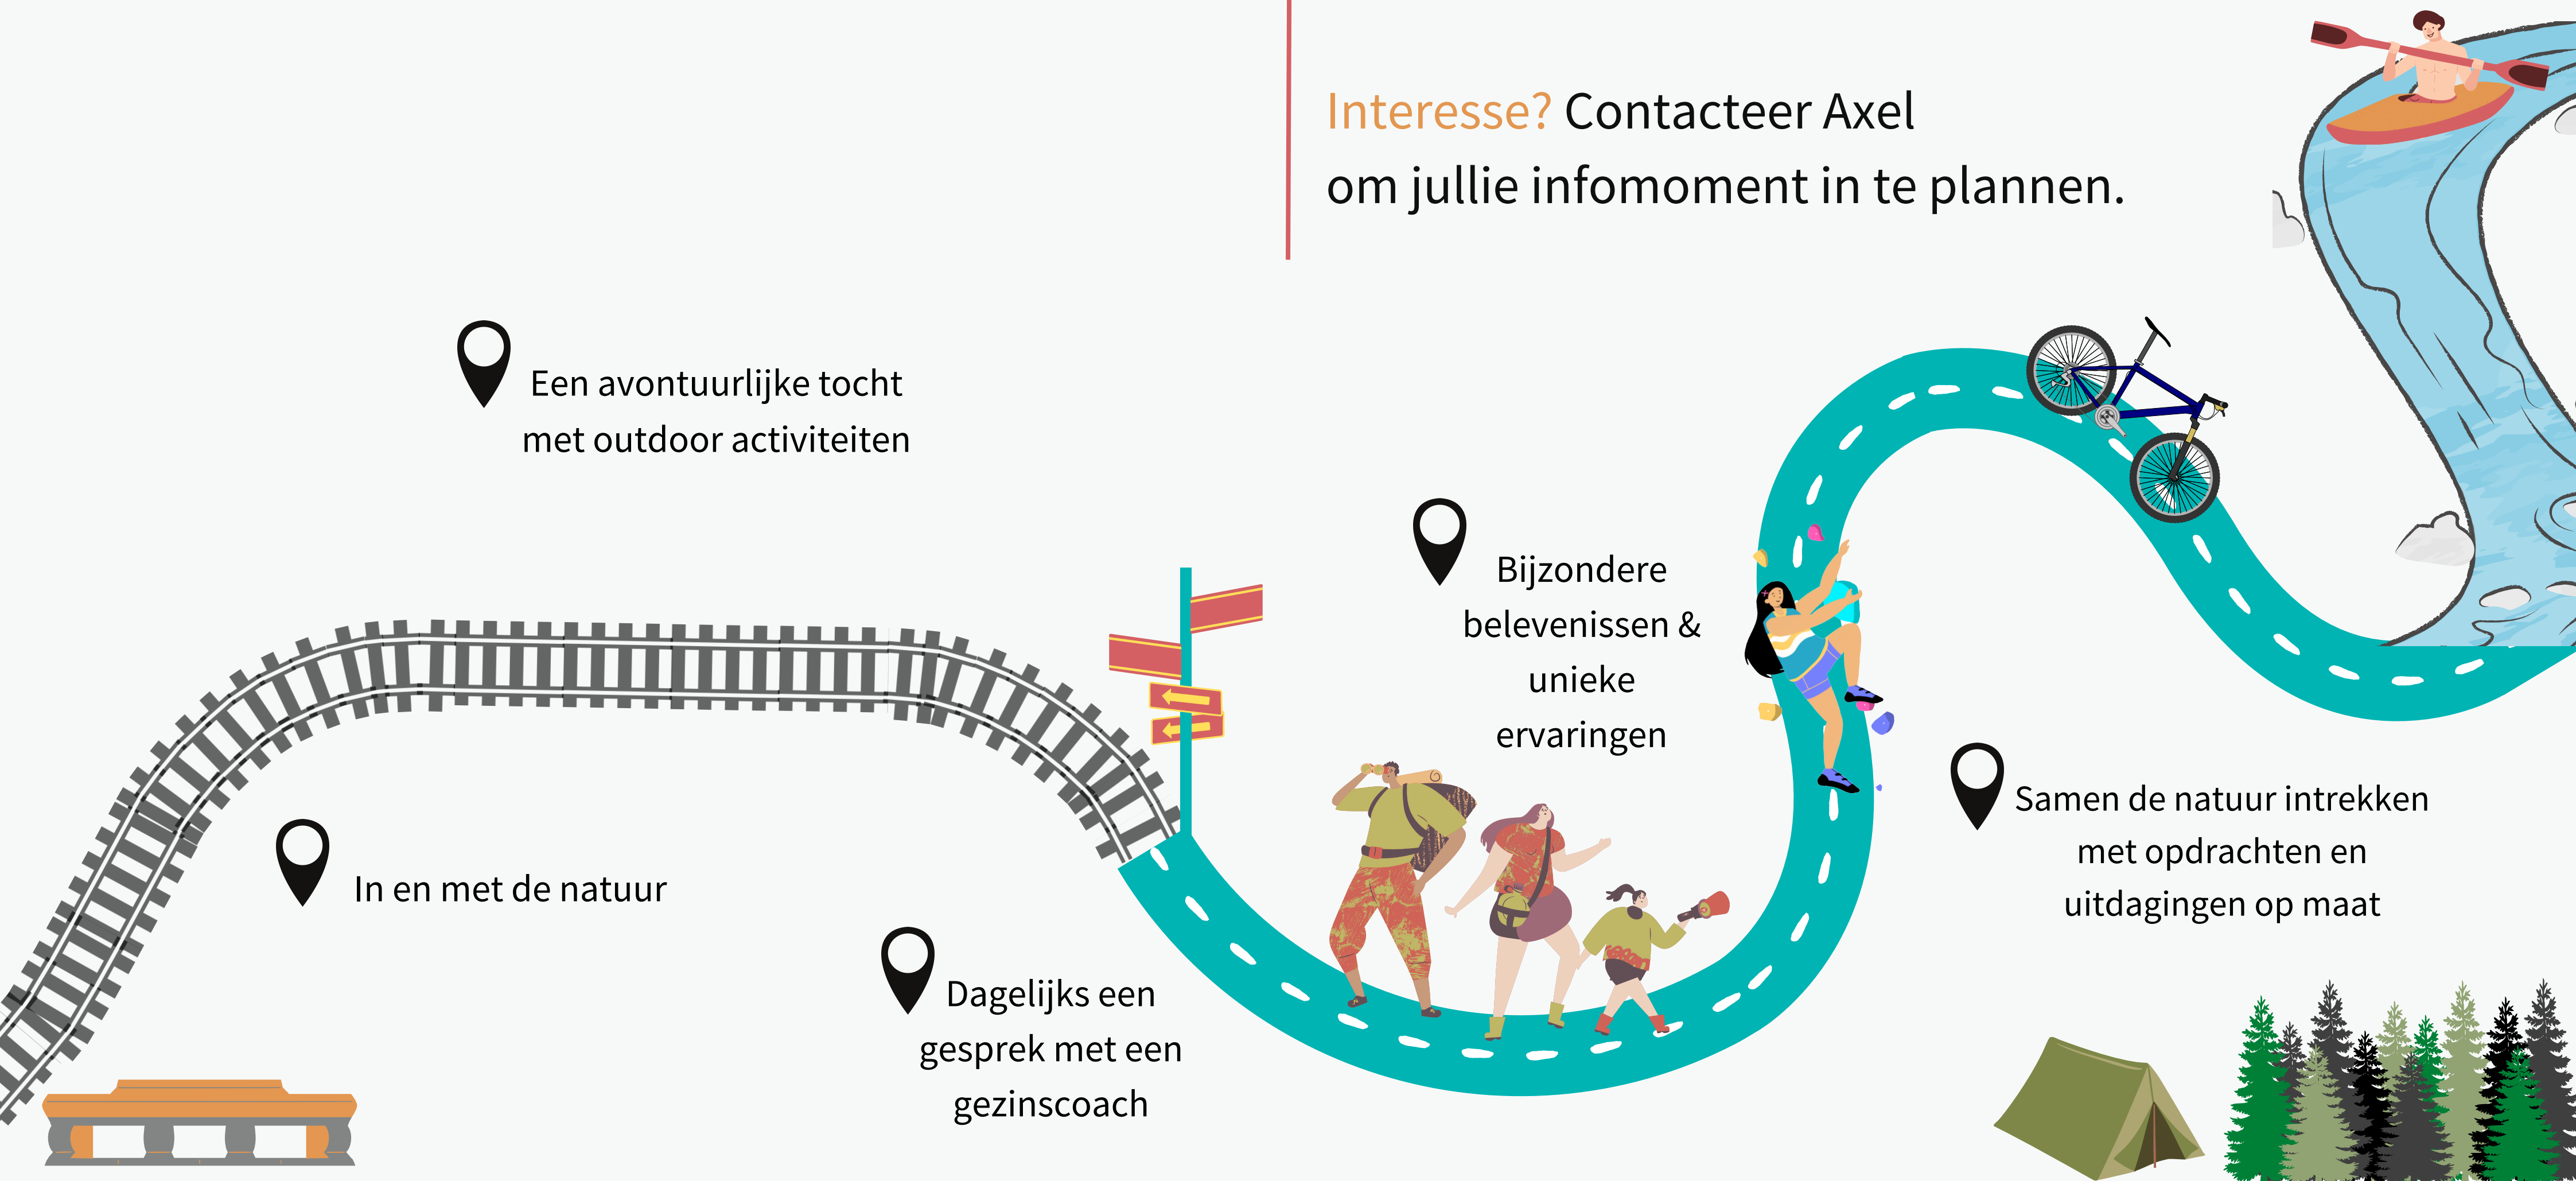 Interesse? Contacteer Axel
om jullie infomoment in te plannen.
Een avontuurlijke tocht
met outdoor activiteiten
Bijzondere
belevenissen &
unieke
ervaringen
In en met de natuur
Samen de natuur intrekken
met opdrachten en
uitdagingen op maat
Dagelijks een
gesprek met een
gezinscoach